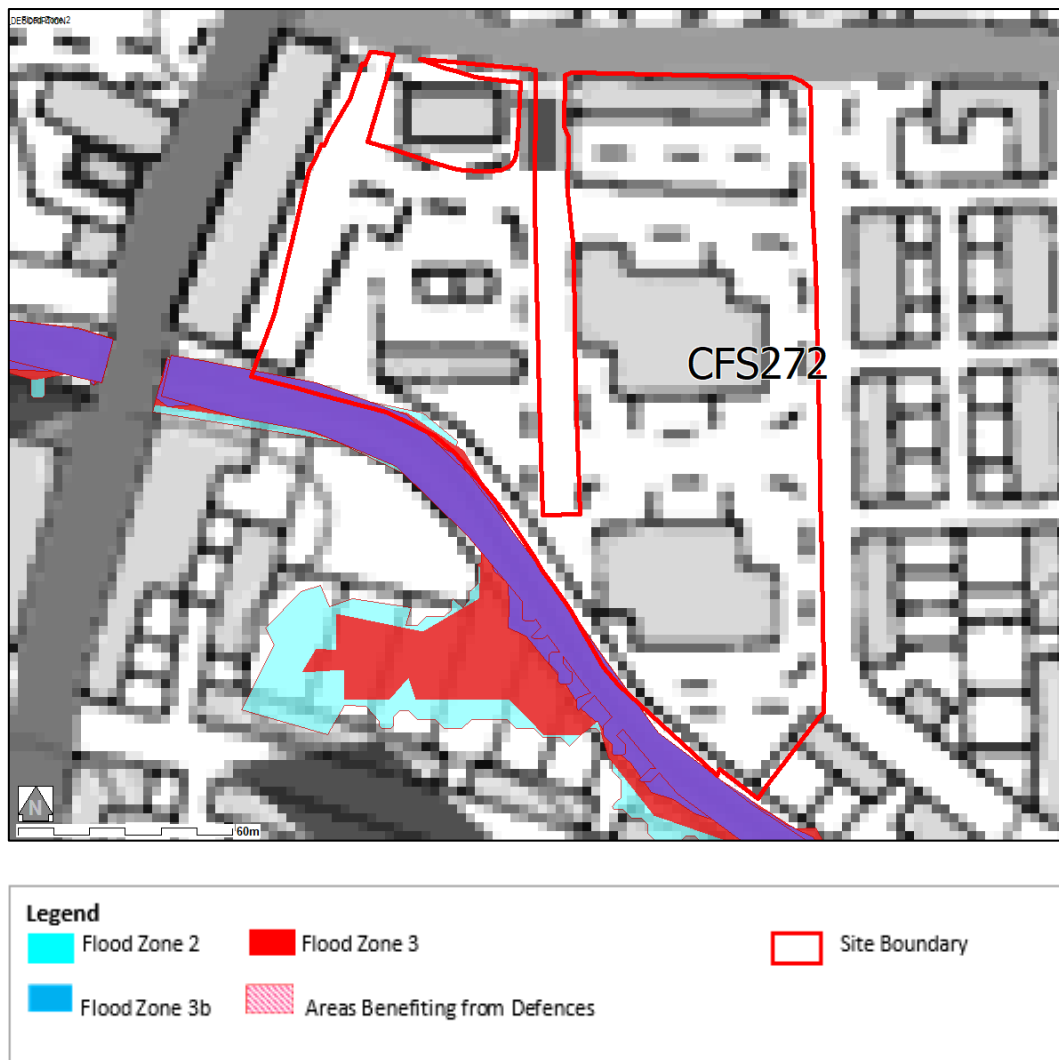 CFS272
N
60m
Legend
Flood Zone 2
Flood Zone 3
Site Boundary
Flood Zone 3b
Areas Benefiting from Defences